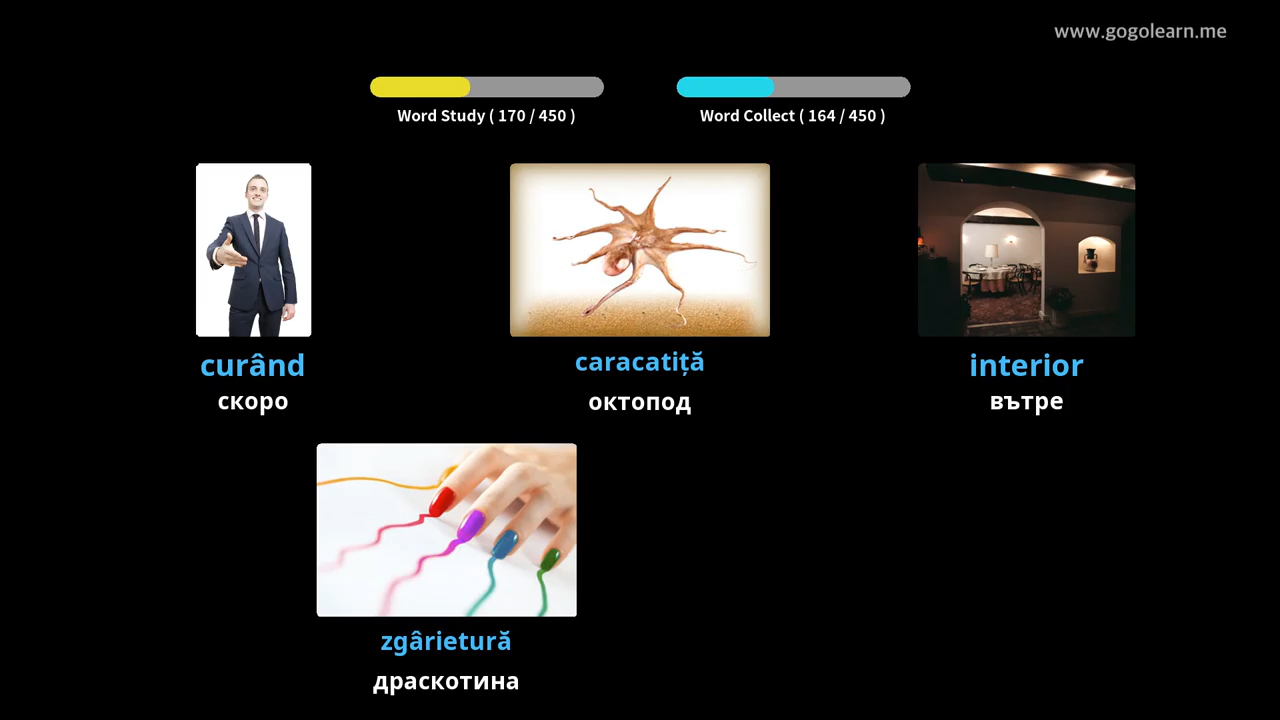 www.gogolearn.me
Word Study ( 170 / 450 )
Word Collect ( 164 / 450 )
curând
скоро
caracatiță
октопод
interior
вътре
zgârietură
драскотина